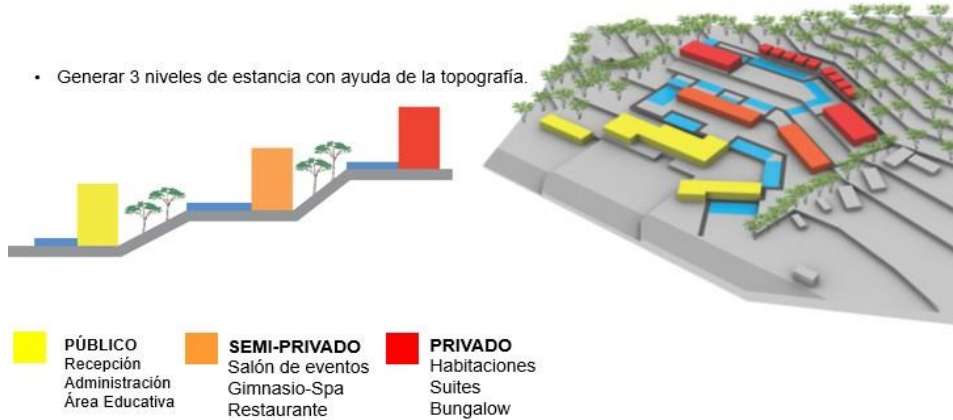 • Generar 3 niveles de estancia con ayuda de la topografía.
PÚBLICO
Recepción
Administración
Área Educativa
SEMI-PRIVADO
Salón de eventos
Gimnasio-Spa
Restaurante
PRIVADO
Habitaciones
Suites
Bungalow